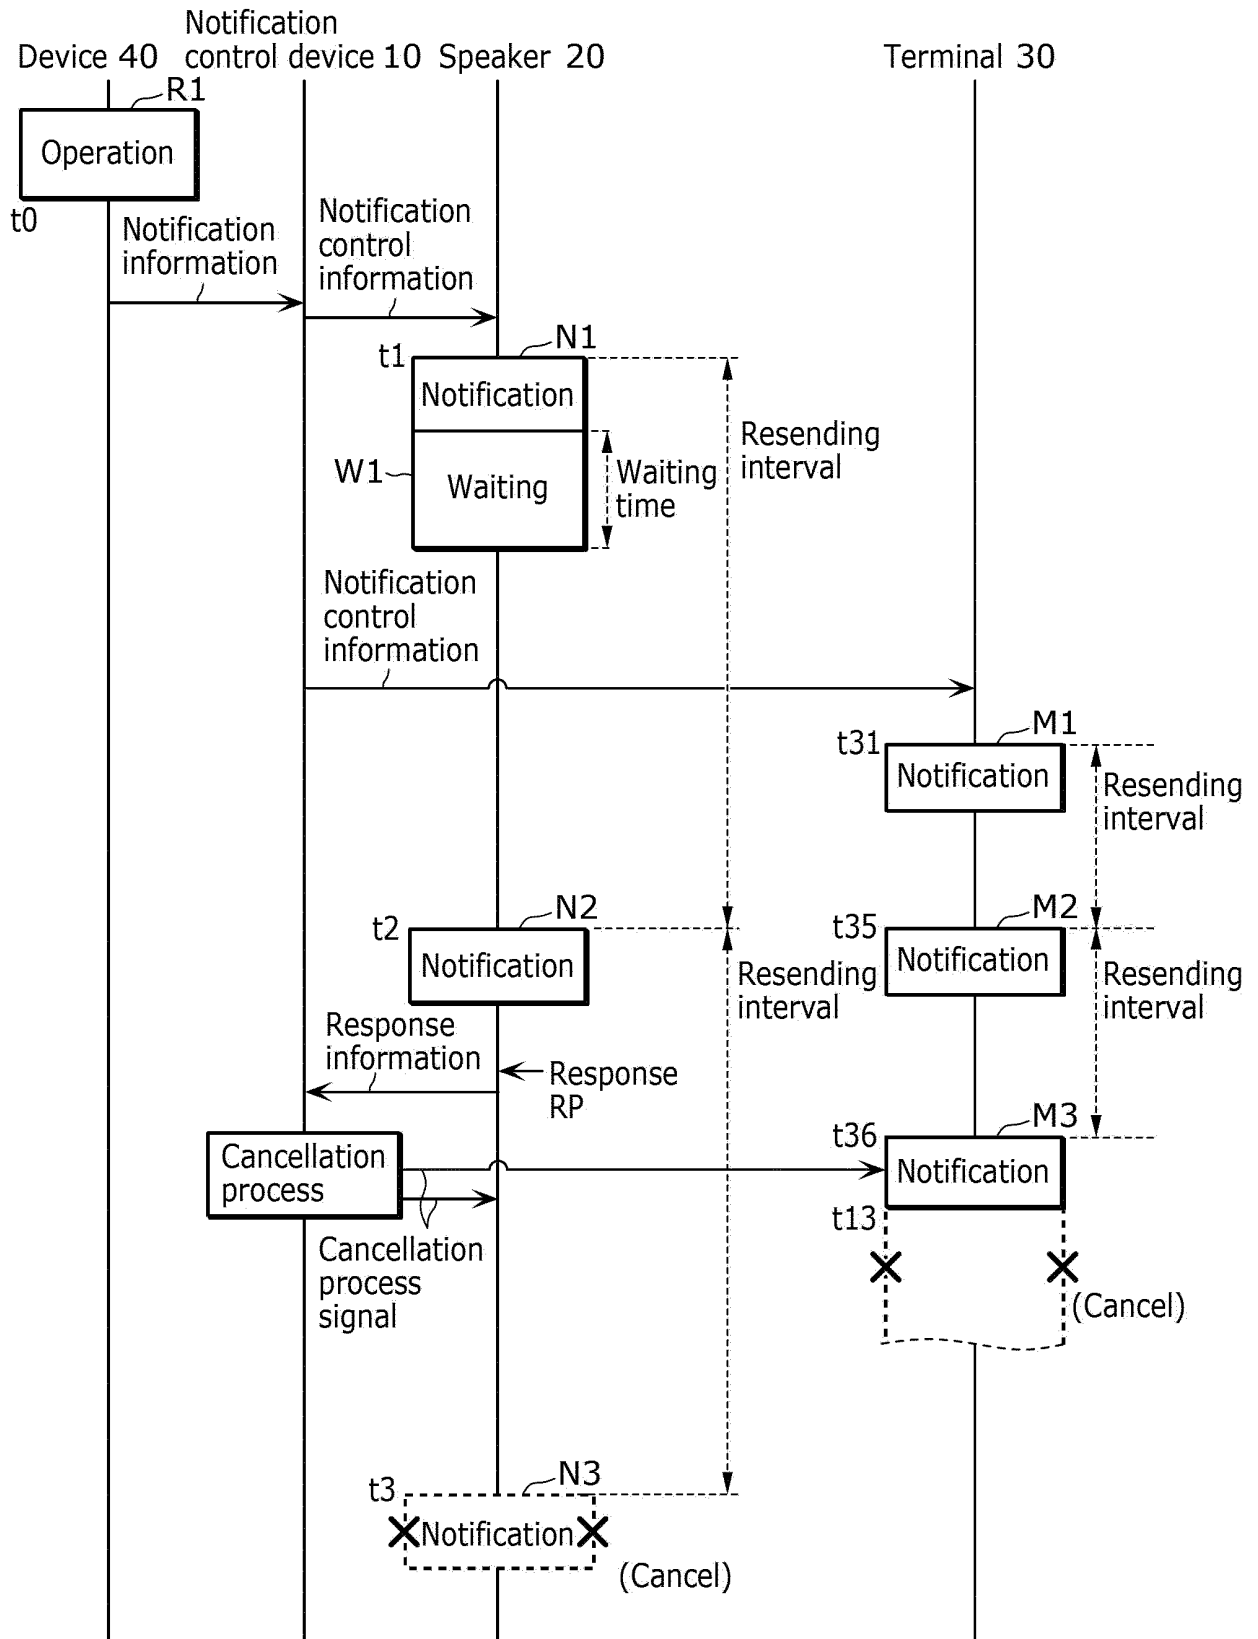 Device 40
Notification
control device 10
Speaker 20
Terminal 30
R1
Operation
t0
Notification
information
Notification
control
information
t1
N1
Notification
W1
Waiting
Waiting
time
Resending
interval
Notification
control
information
t31
M1
Notification
Resending
interval
t2
N2
Notification
t35
M2
Notification
Resending
interval
Resending
interval
Response
information
Response
RP
t36
M3
Notification
Cancellation
process
t13
Cancellation
process
signal
(Cancel)
t3
N3
Notification
(Cancel)